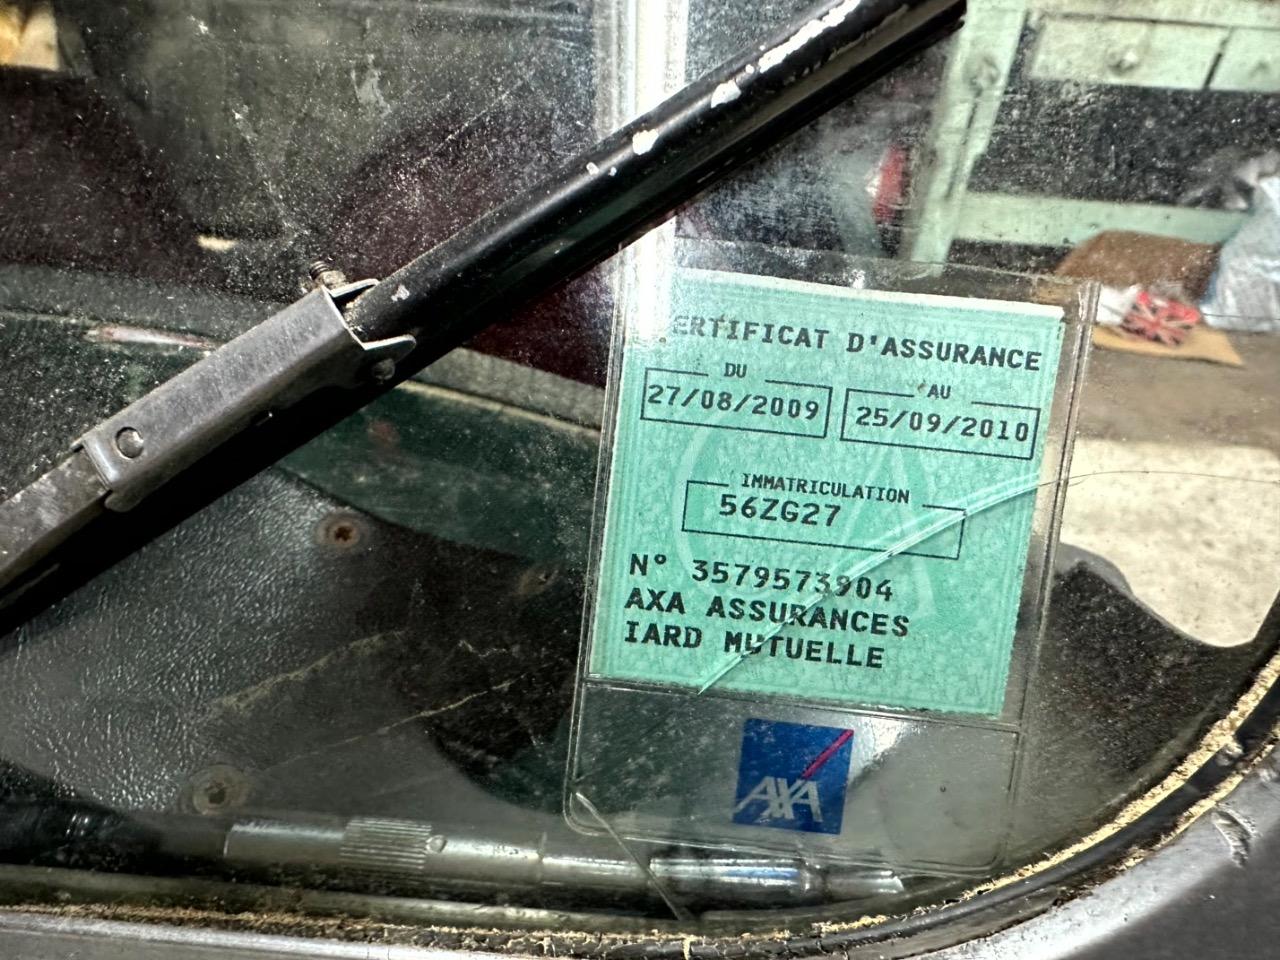 CERTIFICAT D'ASSURANCE
DU
AU
27/08/2009
25/09/2010
IMMATRICULATION
56ZG27
N° 3579573904
AXA ASSURANCES
IARD MUTUELLE
AXA